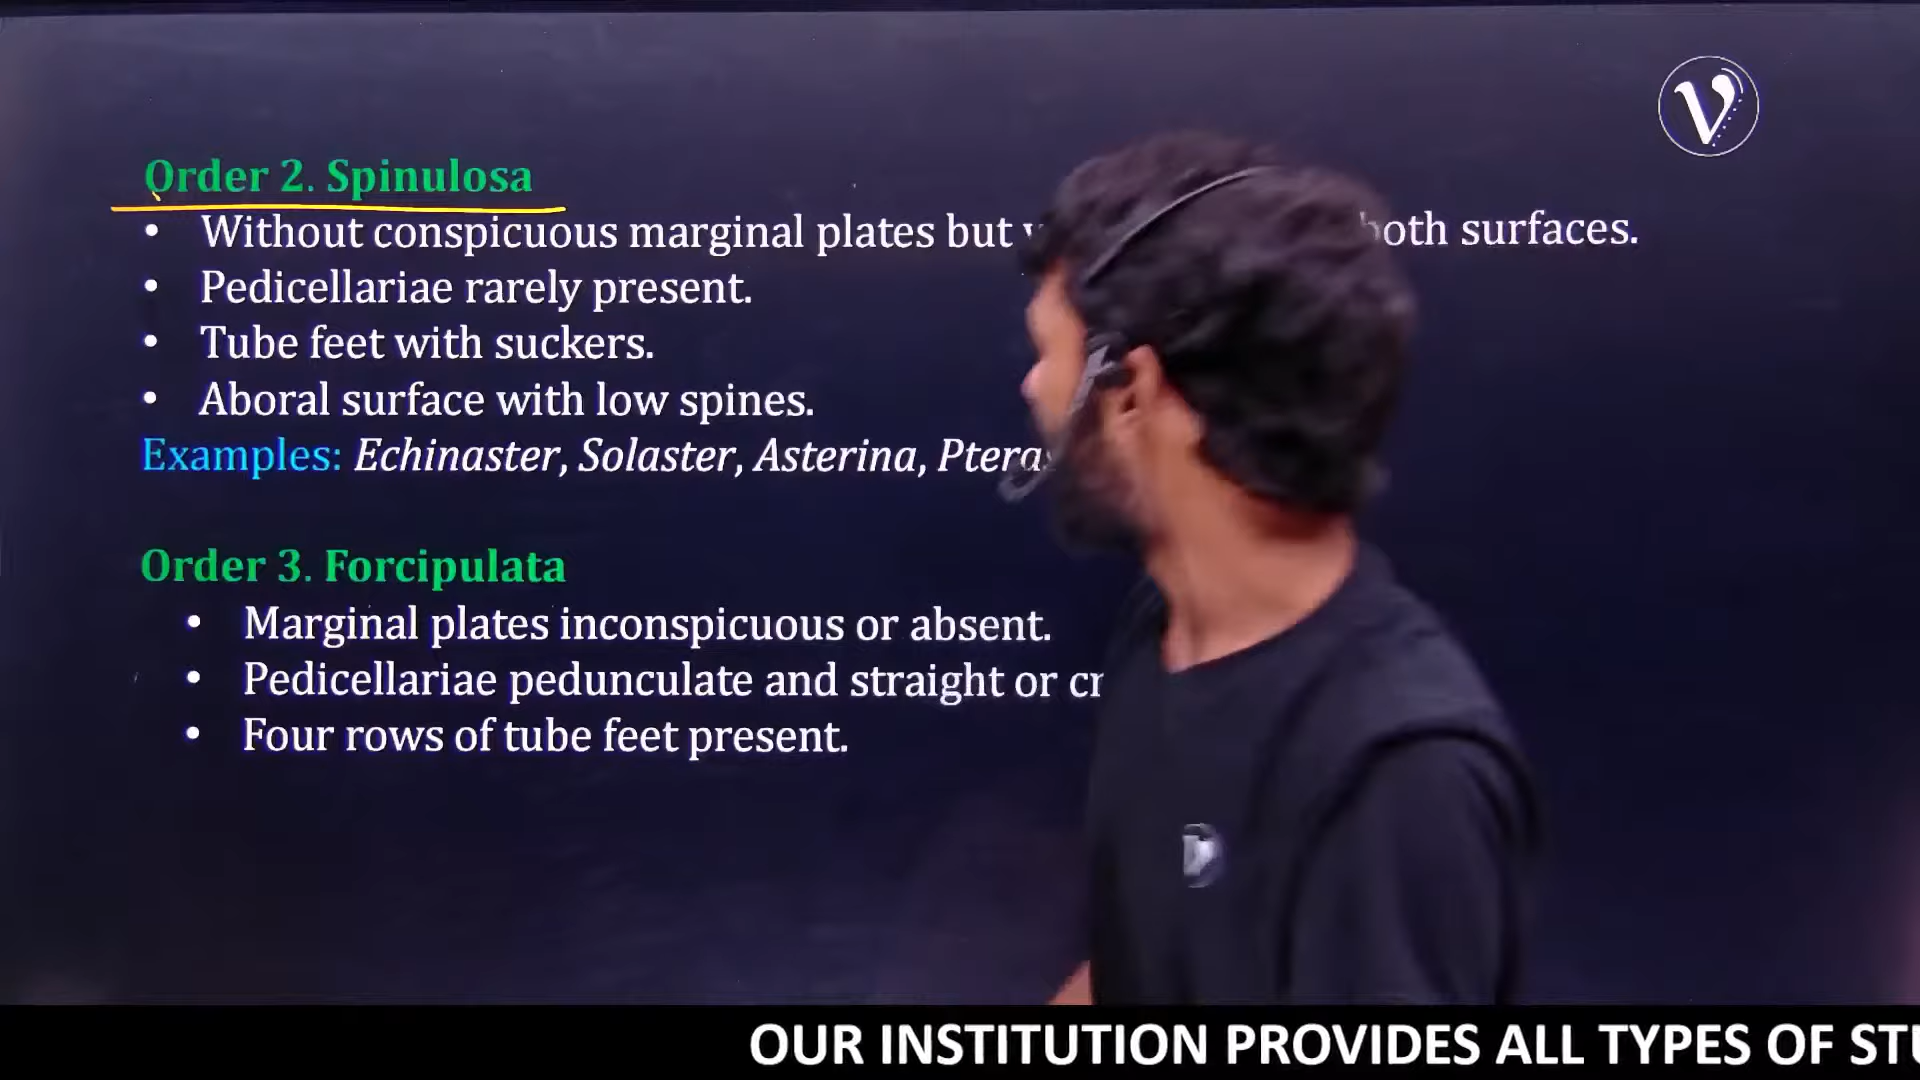 Order 2. Spinulosa
• Without conspicuous marginal plates but both surfaces.
• Pedicellariae rarely present.
• Tube feet with suckers.
• Aboral surface with low spines.
Examples: Echinaster, Solaster, Asterina,
Order 3. Forcipulata
• Marginal plates inconspicuous or absent.
• Pedicellariae pedunculate and straight or
• Four rows of tube feet present.
OUR INSTITUTION PROVIDES ALL TYPES OF